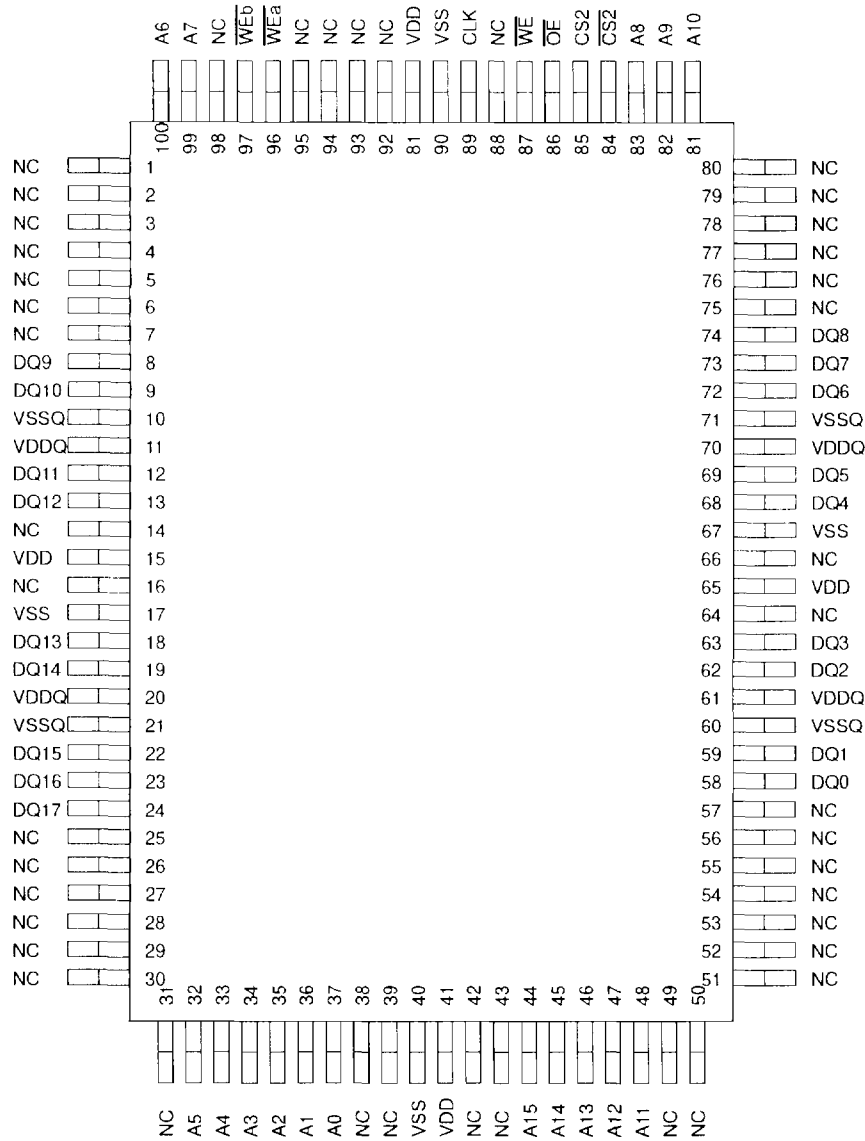 A6 A7 NC W̅E̅b̅ W̅E̅a̅ NC NC NC NC VDD VSS CLK NC W̅E̅ O̅E̅ CS2 C̅S̅2̅ A8 A9 A10
100 99 98 97 96 95 94 93 92 81 90 89 88 87 86 85 84 83 82 81
NC 1 80 NC
NC 2 79 NC
NC 3 78 NC
NC 4 77 NC
NC 5 76 NC
NC 6 75 NC
NC 7 74 DQ8
DQ9 8 73 DQ7
DQ10 9 72 DQ6
VSSQ 10 71 VSSQ
VDDQ 11 70 VDDQ
DQ11 12 69 DQ5
DQ12 13 68 DQ4
NC 14 67 VSS
VDD 15 66 NC
NC 16 65 VDD
VSS 17 64 NC
DQ13 18 63 DQ3
DQ14 19 62 DQ2
VDDQ 20 61 VDDQ
VSSQ 21 60 VSSQ
DQ15 22 59 DQ1
DQ16 23 58 DQ0
DQ17 24 57 NC
NC 25 56 NC
NC 26 55 NC
NC 27 54 NC
NC 28 53 NC
NC 29 52 NC
NC 30 51 NC
31 32 33 34 35 36 37 38 39 40 41 42 43 44 45 46 47 48 49 50
NC A5 A4 A3 A2 A1 A0 NC NC VSS VDD NC NC A15 A14 A13 A12 A11 NC NC